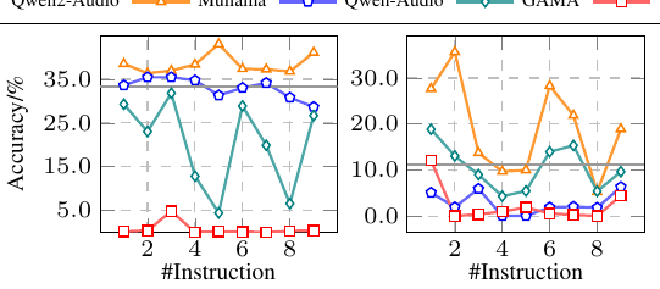 Qwen2-Audio Mullama Qwen-Audio GAMA
35.0 30.0
25.0 20.0
15.0 10.0
5.0 0.0
Accuracy/%
2 4 6 8 2 4 6 8
#Instruction #Instruction